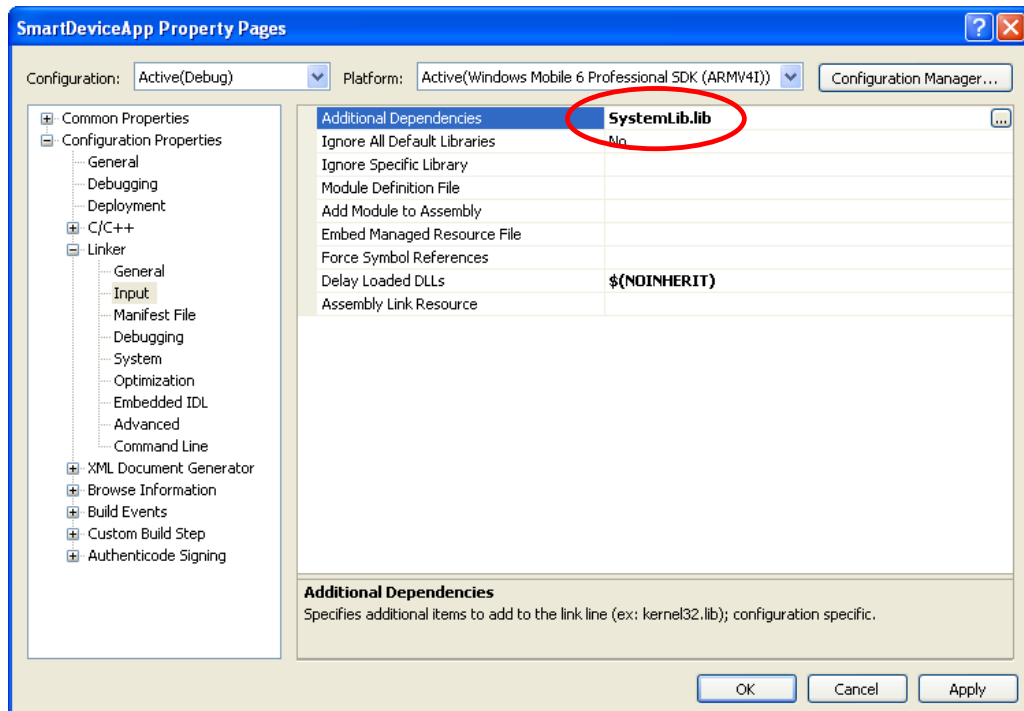 SmartDeviceApp Property Pages
Configuration: Active(Debug) Platform: Active(Windows Mobile 6 Professional SDK (ARMV4I)) Configuration Manager...
Common Properties
Configuration Properties
General
Debugging
Deployment
C/C++
Linker
General
Input
Manifest File
Debugging
System
Optimization
Embedded IDL
Advanced
Command Line
XML Document Generator
Browse Information
Build Events
Custom Build Step
Authenticode Signing
Additional Dependencies SystemLib.lib ...
Ignore All Default Libraries No
Ignore Specific Library
Module Definition File
Add Module to Assembly
Embed Managed Resource File
Force Symbol References
Delay Loaded DLLs $(NOINHERIT)
Assembly Link Resource
Additional Dependencies
Specifies additional items to add to the link line (ex: kernel32.lib); configuration specific.
OK Cancel Apply